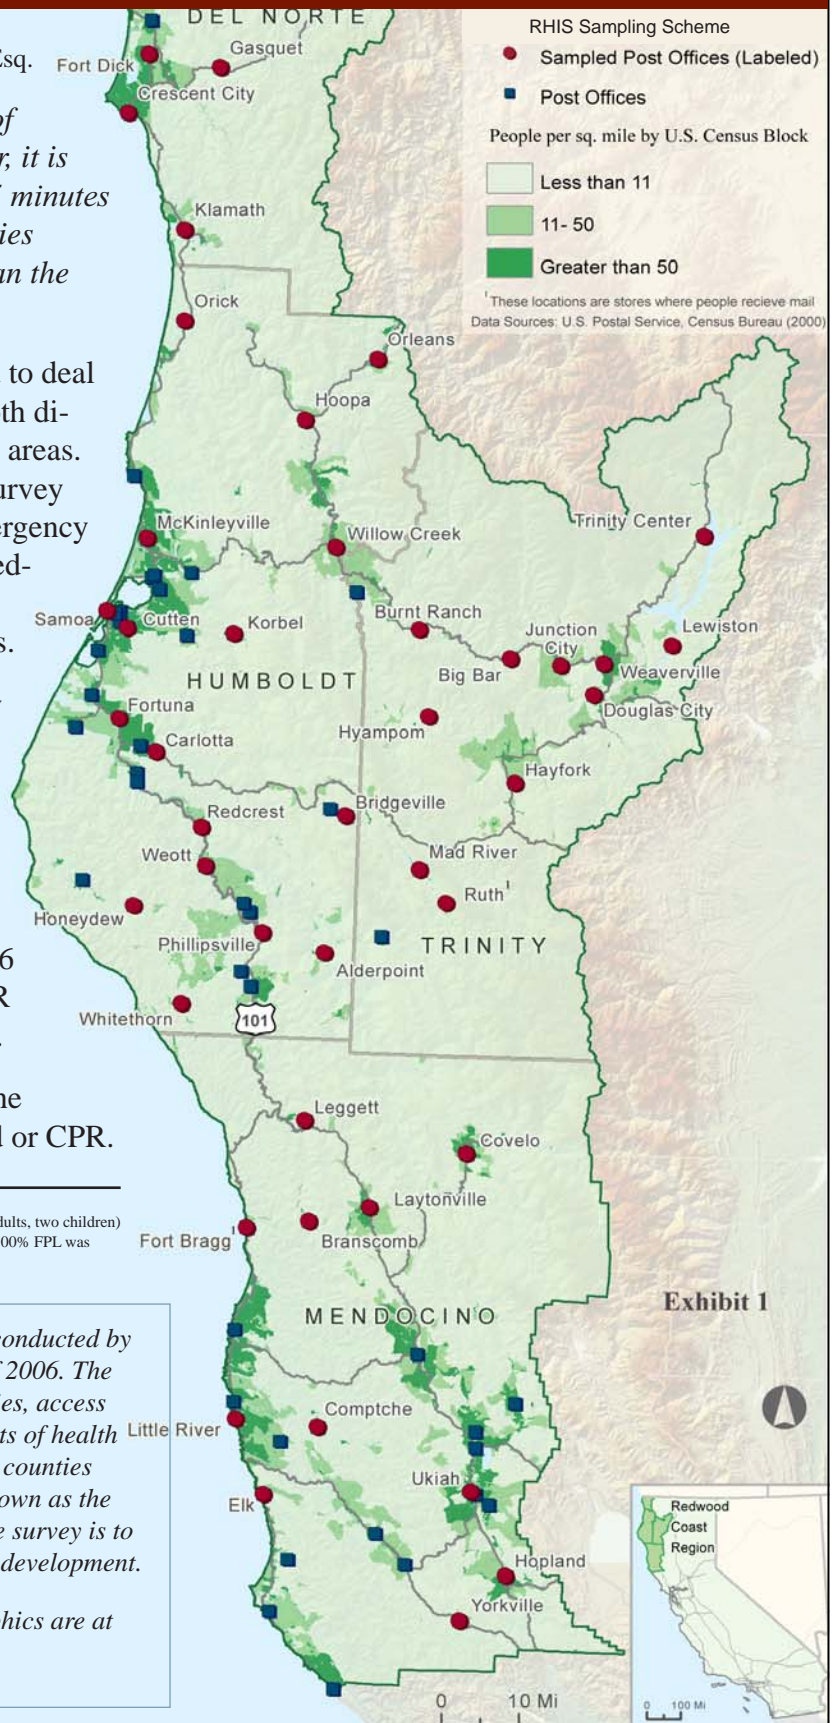 Esq.
of
r, it is
minutes
ies
an the
to deal
oth di-
areas.
urvey
ergency
ed-
s.
6
R
ne
d or CPR.
dults, two children)
00% FPL was
conducted by
f 2006. The
ies, access
ts of health
counties
own as the
e survey is to
development.
phics are at
RHIS Sampling Scheme
Sampled Post Offices (Labeled)
Post Offices
People per sq. mile by U.S. Census Block
Less than 11
11- 50
Greater than 50
1 These locations are stores where people recieve mail
Data Sources: U.S. Postal Service, Census Bureau (2000)
DEL NORTE
Gasquet
Fort Dick
Crescent City
Klamath
Orick
Orleans
Hoopa
McKinleyville
Willow Creek
Trinity Center
Samoa
Cutten
Korbel
Burnt Ranch
Junction
City
Lewiston
Big Bar
Weaverville
HUMBOLDT
Fortuna
Douglas City
Hyampom
Carlotta
Hayfork
Redcrest
Bridgeville
Weott
Mad River
Ruth1
Honeydew
Phillipsville
TRINITY
Alderpoint
Whitethorn
101
Leggett
Covelo
Laytonville
Fort Bragg1
Branscomb
Exhibit 1
MENDOCINO
Comptche
Little River
Ukiah
Elk
Hopland
Yorkville
0 10 Mi
Redwood
Coast
Region
0 100 Mi